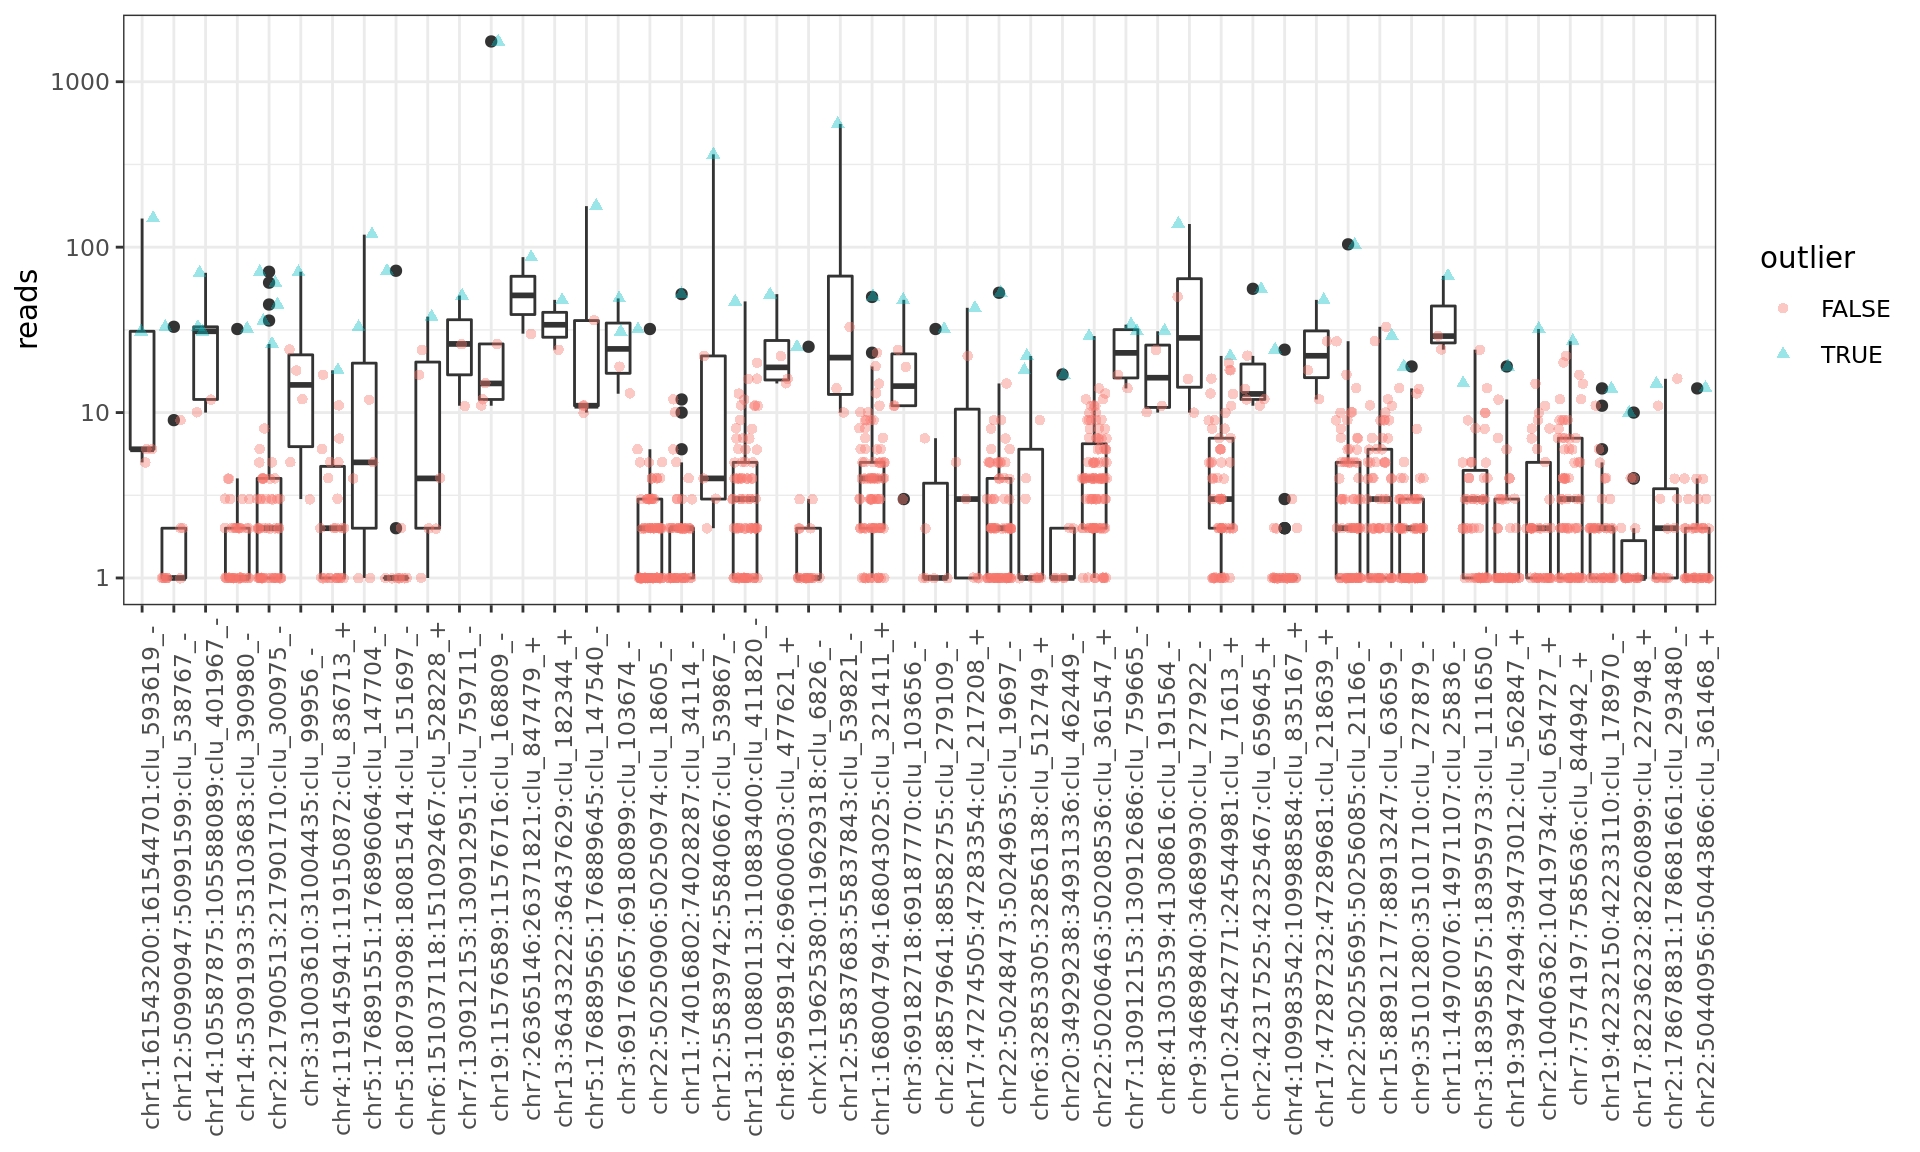 1000
100
10
1
reads
outlier
FALSE
TRUE
chr1:161543200:161544701:clu_593619_-
chr12:50990947:50991599:clu_538767_-
chr14:105587875:105588089:clu_401967_-
chr14:53091933:53103683:clu_390980_-
chr2:217900513:217901710:clu_300975_-
chr3:31003610:31004435:clu_99956_-
chr4:119145941:119150872:clu_836713_+
chr5:17689155​1:176896064:clu_147704_-
chr5:180793098:180815414:clu_151697_-
chr6:151037118:151092467:clu_528228_+
chr7:130912153:130912951:clu_759711_-
chr19:11576589:11576716:clu_168809_-
chr7:26365146:26371821:clu_847479_+
chr13:36433222:36437629:clu_182344_+
chr5:176889565:176889645:clu_147540_-
chr3:69176657:69180899:clu_103674_-
chr22:50250906:50250974:clu_18605_-
chr11:74016802:74028287:clu_341114_-
chr12:55839742:55840667:clu_539867_-
chr13:110880113:110883400:clu_411820_-
chr8:69589142:69600603:clu_477621_+
chrX:119625380:119629318:clu_6826_-
chr12:55837683:55837843:clu_539821_-
chr1:168004794:168043025:clu_321411_+
chr3:69182718:69187770:clu_103656_-
chr2:88579641:88582755:clu_279109_-
chr17:47274505:47283354:clu_217208_+
chr22:50248473:50249635:clu_19697_-
chr6:32853305:32856138:clu_512749_+
chr20:34929238:34931336:clu_462449_-
chr22:50206463:50208536:clu_361547_+
chr7:130912153:130912686:clu_759665_-
chr8:41303539:41308616:clu_191564_-
chr9:34689840:34689930:clu_727922_-
chr10:24542771:24544981:clu_71613_+
chr2:42317525:42325467:clu_659645_+
chr4:109983542:109988584:clu_835167_+
chr17:47287232:47289681:clu_218639_+
chr22:50255695:50256085:clu_21166_-
chr15:88912177:88913247:clu_63659_-
chr9:35101280:35101710:clu_727879_-
chr11:14970076:14971107:clu_25836_-
chr3:183958575:183959733:clu_111650_-
chr19:39472494:39473012:clu_562847_+
chr2:10406362:104197​34:clu_654727_+
chr7:7574197:7585636:clu_844942_+
chr19:42232150:42233110:clu_178970_-
chr17:82236232:82260899:clu_227948_+
chr2:178678831:178681661:clu_293480_-
chr22:50440956:50443866:clu_361468_+